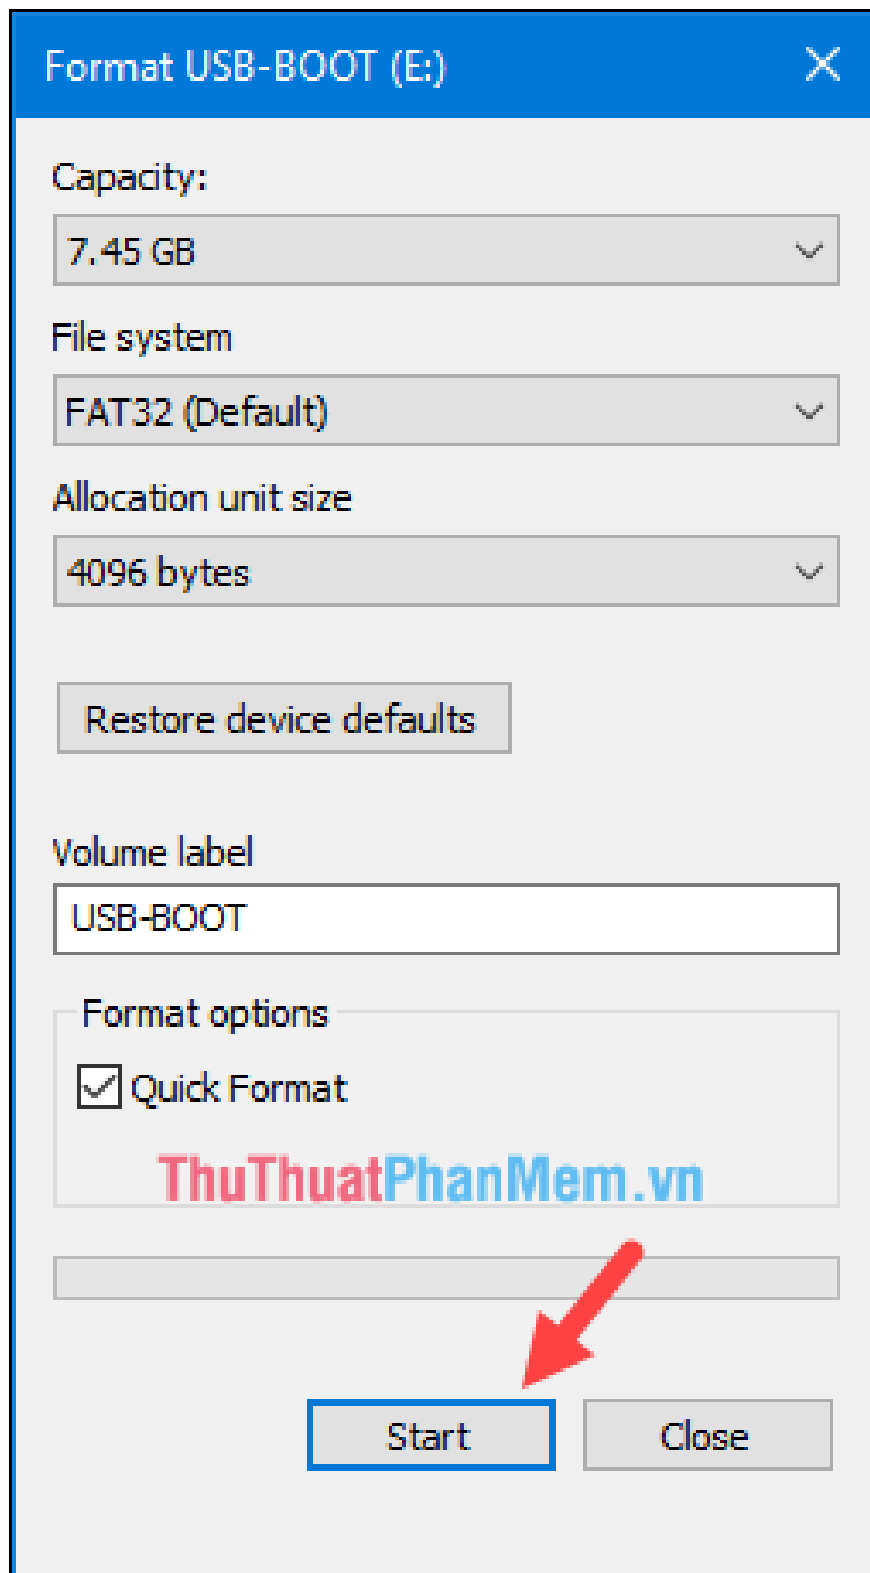 Format USB-BOOT (E:)
Capacity:
7.45 GB
File system
FAT32 (Default)
Allocation unit size
4096 bytes
Restore device defaults
Volume label
USB-BOOT
Format options
Quick Format
ThuThuatPhanMem.vn
Start Close